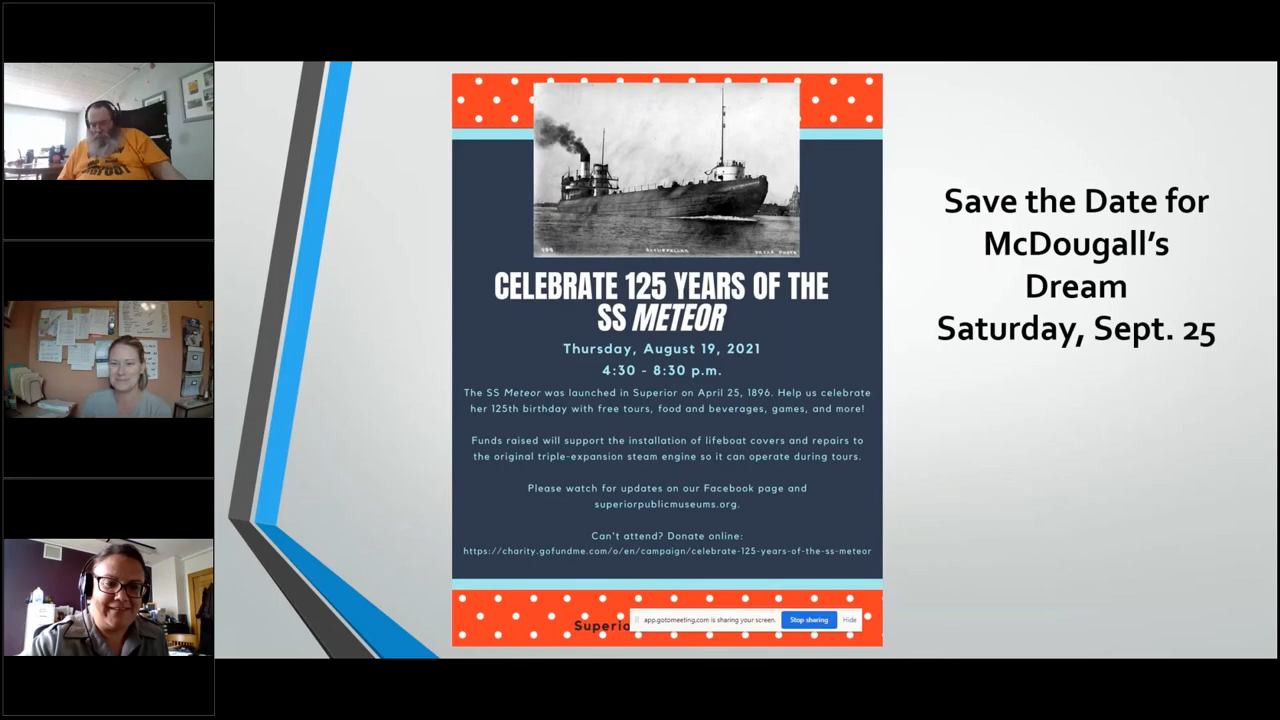 CELEBRATE 125 YEARS OF THE
SS METEOR
Thursday, August 19, 2021
4:30 - 8:30 p.m.
The SS Meteor was launched in Superior on April 25, 1896. Help us celebrate
her 125th birthday with free tours, food and beverages, games, and more!
Funds raised will support the installation of lifeboat covers and repairs to
the original triple-expansion steam engine so it can operate during tours.
Please watch for updates on our Facebook page and
superiorpublicmuseums.org.
Can't attend? Donate online:
https://charity.gofundme.com/o/en/campaign/celebrate-125-years-of-the-ss-meteor
Superio
app.gotomeeting.com is sharing your screen.
Stop sharing
Hide
Save the Date for
McDougall's
Dream
Saturday, Sept. 25